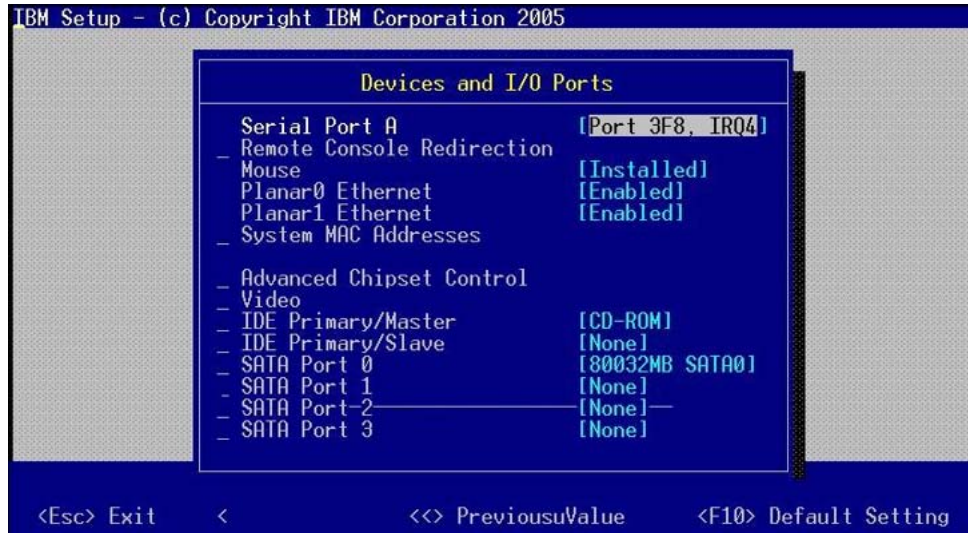 IBM Setup - (c) Copyright IBM Corporation 2005
Devices and I/O Ports
Serial Port A [Port 3F8, IRQ4]
_ Remote Console Redirection
Mouse [Installed]
Planar0 Ethernet [Enabled]
Planar1 Ethernet [Enabled]
_ System MAC Addresses
_ Advanced Chipset Control
_ Video
_ IDE Primary/Master [CD-ROM]
_ IDE Primary/Slave [None]
_ SATA Port 0 [80032MB SATA0]
_ SATA Port 1 [None]
_ SATA Port 2 [None]
_ SATA Port 3 [None]
<Esc> Exit < <<> PreviousuValue <F10> Default Setting